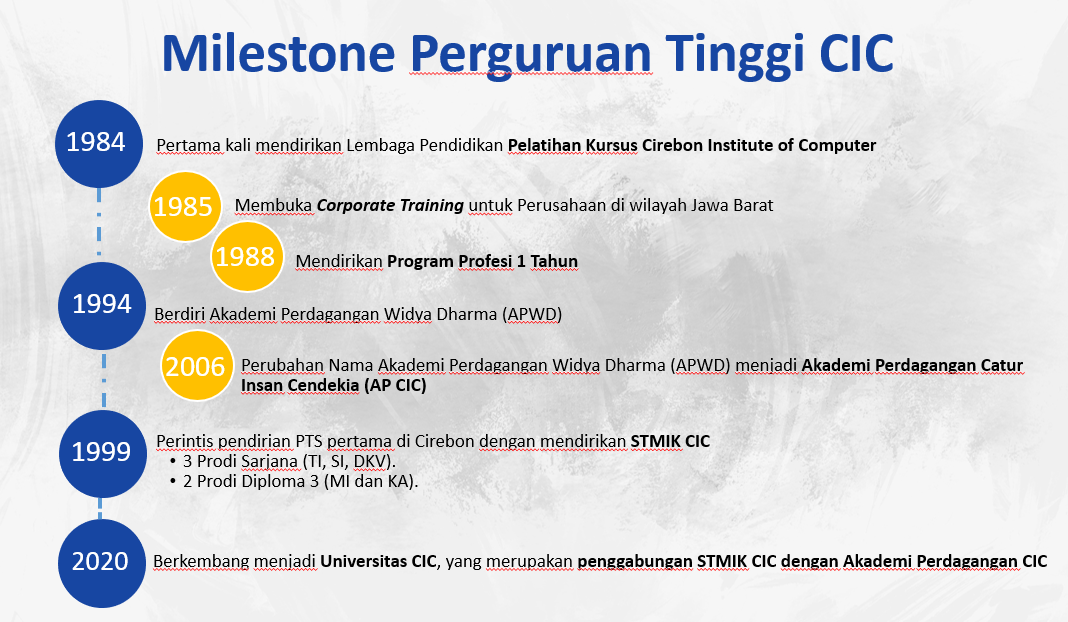 Milestone Perguruan Tinggi CIC
1984
Pertama kali mendirikan Lembaga Pendidikan Pelatihan Kursus Cirebon Institute of Computer
1985
Membuka Corporate Training untuk Perusahaan di wilayah Jawa Barat
1988
Mendirikan Program Profesi 1 Tahun
1994
Berdiri Akademi Perdagangan Widya Dharma (APWD)
2006
Perubahan Nama Akademi Perdagangan Widya Dharma (APWD) menjadi Akademi Perdagangan Catur
Insan Cendekia (AP CIC)
1999
Perintis pendirian PTS pertama di Cirebon dengan mendirikan STMIK CIC
• 3 Prodi Sarjana (TI, SI, DKV).
• 2 Prodi Diploma 3 (MI dan KA).
2020
Berkembang menjadi Universitas CIC, yang merupakan penggabungan STMIK CIC dengan Akademi Perdagangan CIC